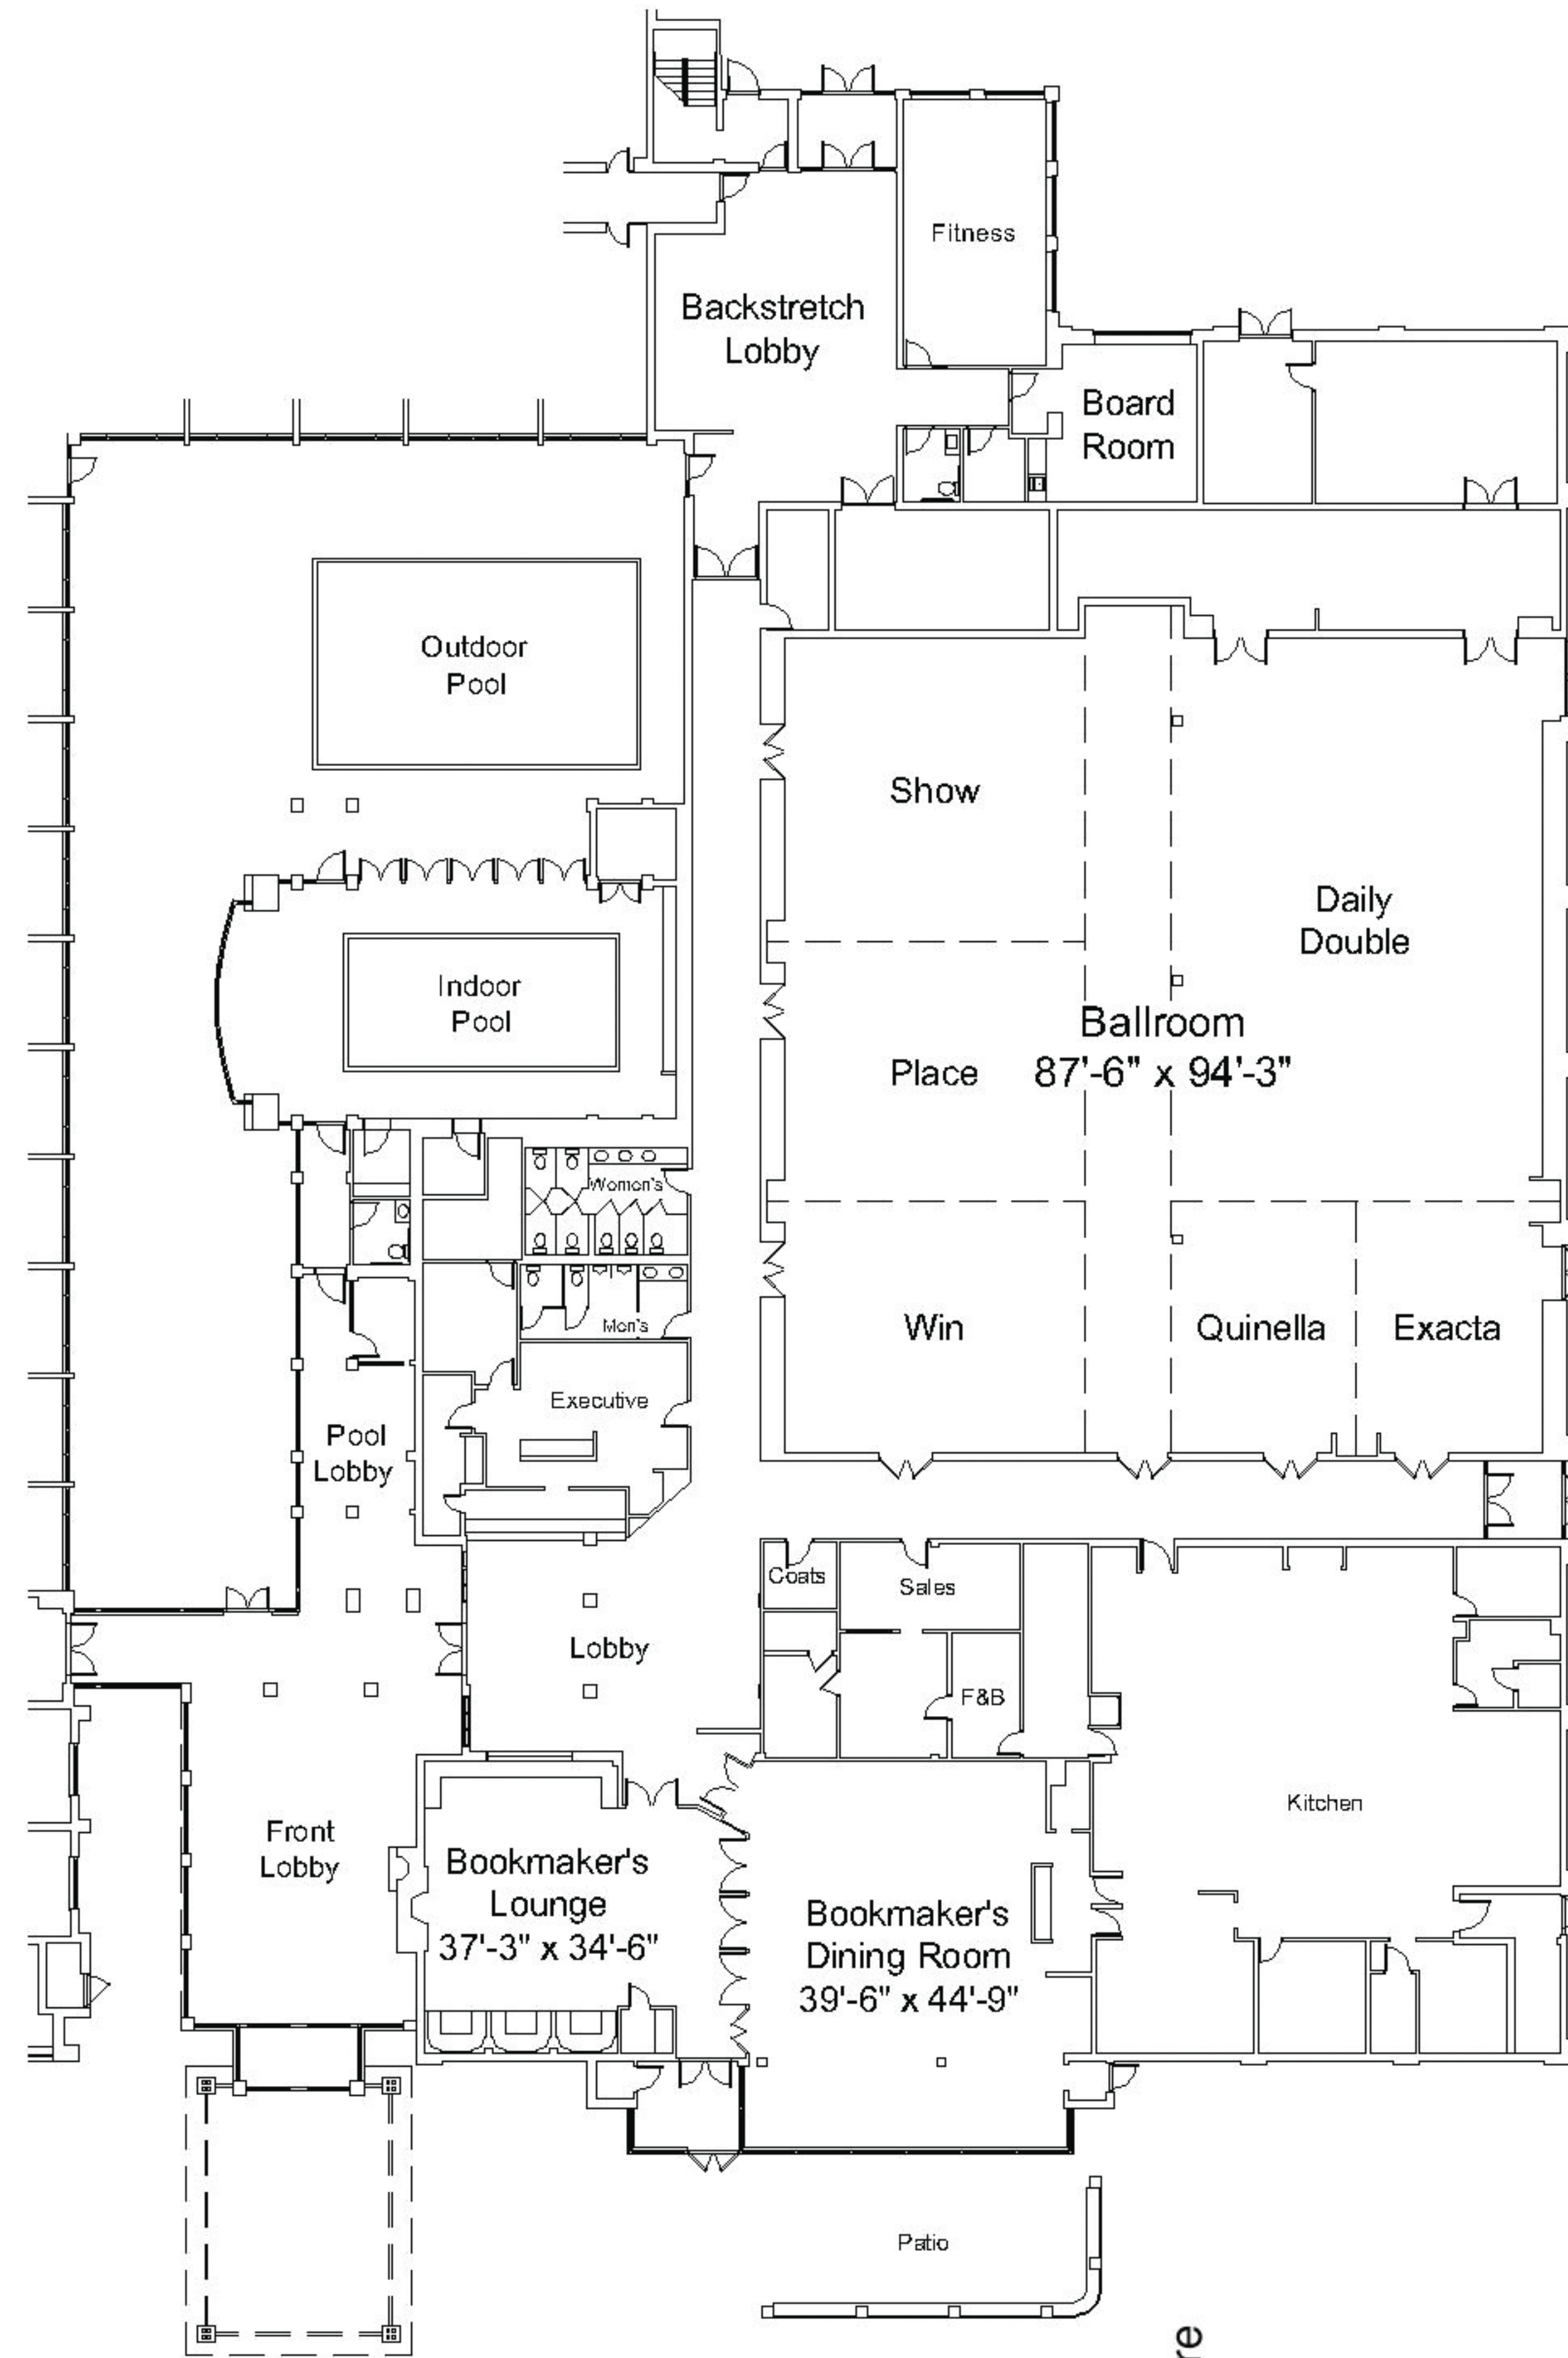 Fitness
Backstretch
Lobby
Board
Room
Outdoor
Pool
Show
Daily
Double
Indoor
Pool
Ballroom
87'-6" x 94'-3"
Place
Women's
Men's
Win
Quinella
Exacta
Executive
Pool
Lobby
Coats
Sales
Lobby
F&B
Kitchen
Front
Lobby
Bookmaker's
Lounge
37'-3" x 34'-6"
Bookmaker's
Dining Room
39'-6" x 44'-9"
Patio
re